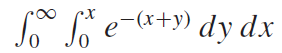 ∫₀^∞ ∫₀^x e^{-(x+y)} dy dx